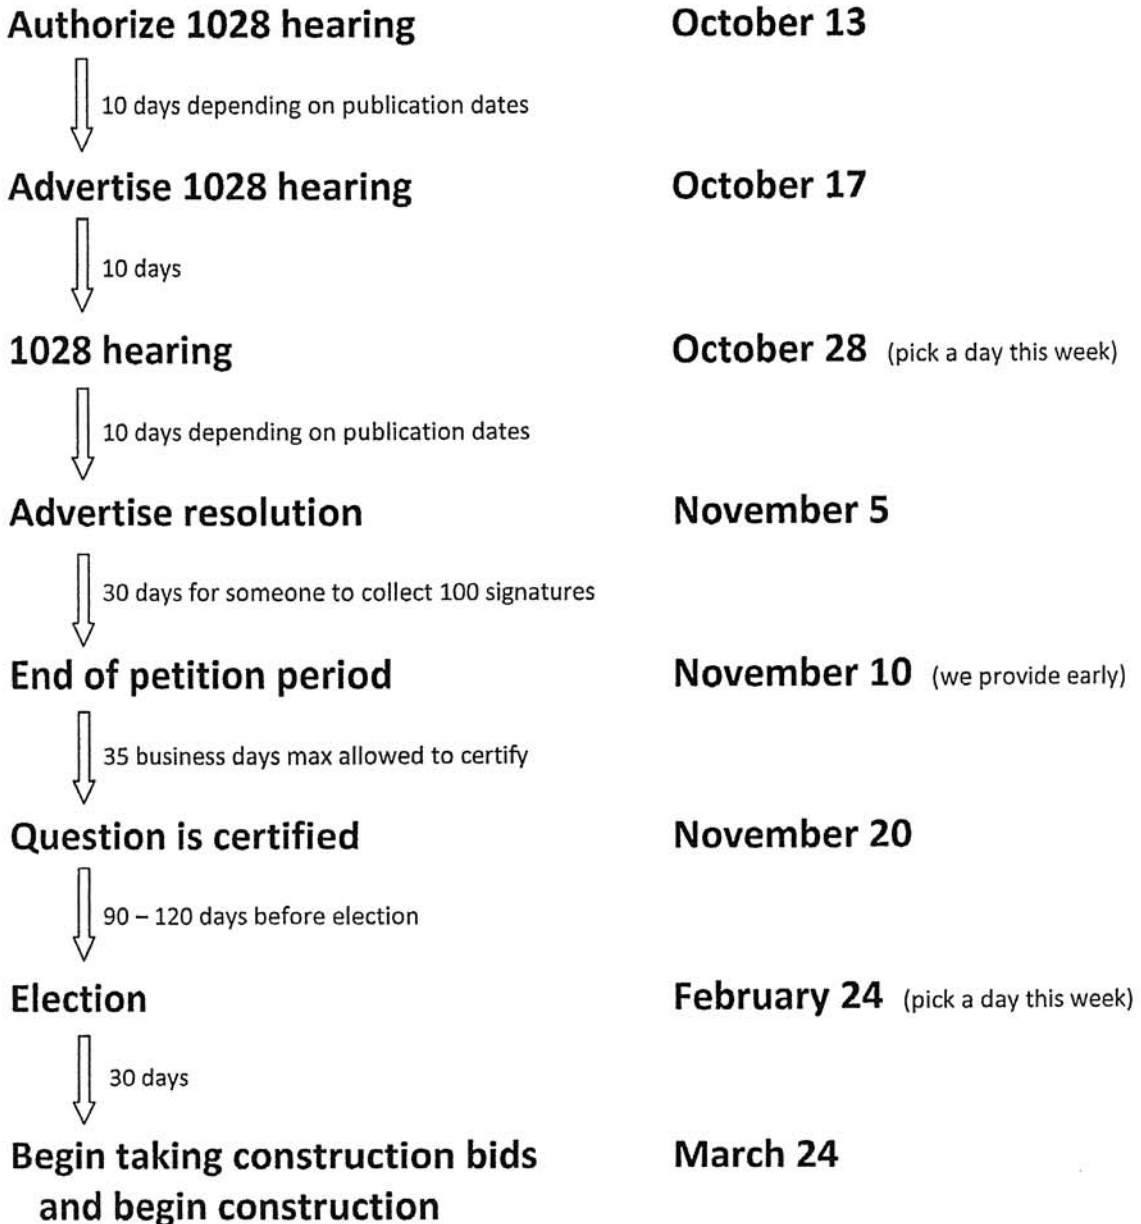 Authorize 1028 hearing October 13
10 days depending on publication dates
Advertise 1028 hearing October 17
10 days
1028 hearing October 28 (pick a day this week)
10 days depending on publication dates
Advertise resolution November 5
30 days for someone to collect 100 signatures
End of petition period November 10 (we provide early)
35 business days max allowed to certify
Question is certified November 20
90 – 120 days before election
Election February 24 (pick a day this week)
30 days
Begin taking construction bids March 24
and begin construction